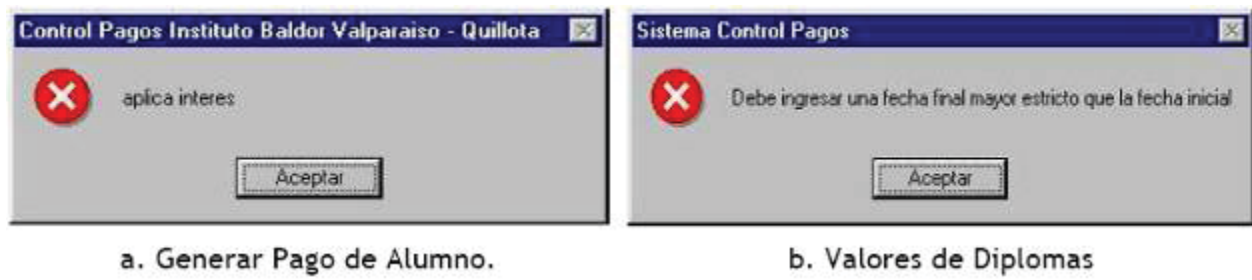 Control Pagos Instituto Baldor Valparaiso - Quillota
aplica interes
Aceptar
a. Generar Pago de Alumno.
Sistema Control Pagos
Debe ingresar una fecha final mayor estricto que la fecha inicial
Aceptar
b. Valores de Diplomas